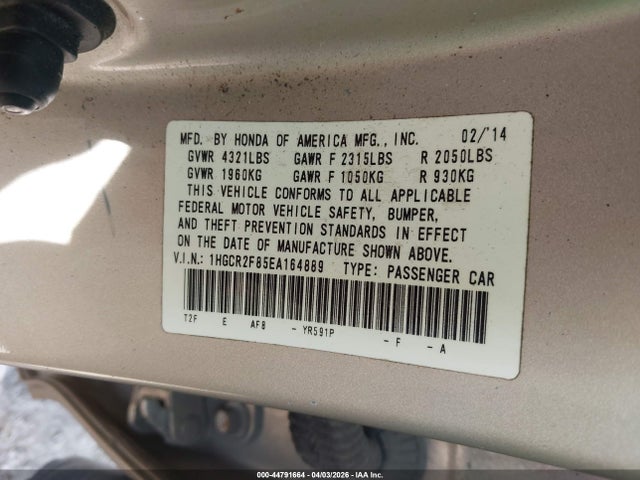 MFD. BY HONDA OF AMERICA MFG., INC. 02/'14
GVWR 4321LBS GAWR F 2315LBS R 2050LBS
GVWR 1960KG GAWR F 1050KG R 930KG
THIS VEHICLE CONFORMS TO ALL APPLICABLE
FEDERAL MOTOR VEHICLE SAFETY, BUMPER,
AND THEFT PREVENTION STANDARDS IN EFFECT
ON THE DATE OF MANUFACTURE SHOWN ABOVE.
V.I.N.: 1HGCR2F85EA164889 TYPE: PASSENGER CAR
T2F E AF8 - YR591P - F - A
000-44791664 | 04/03/2026 | IAA Inc.